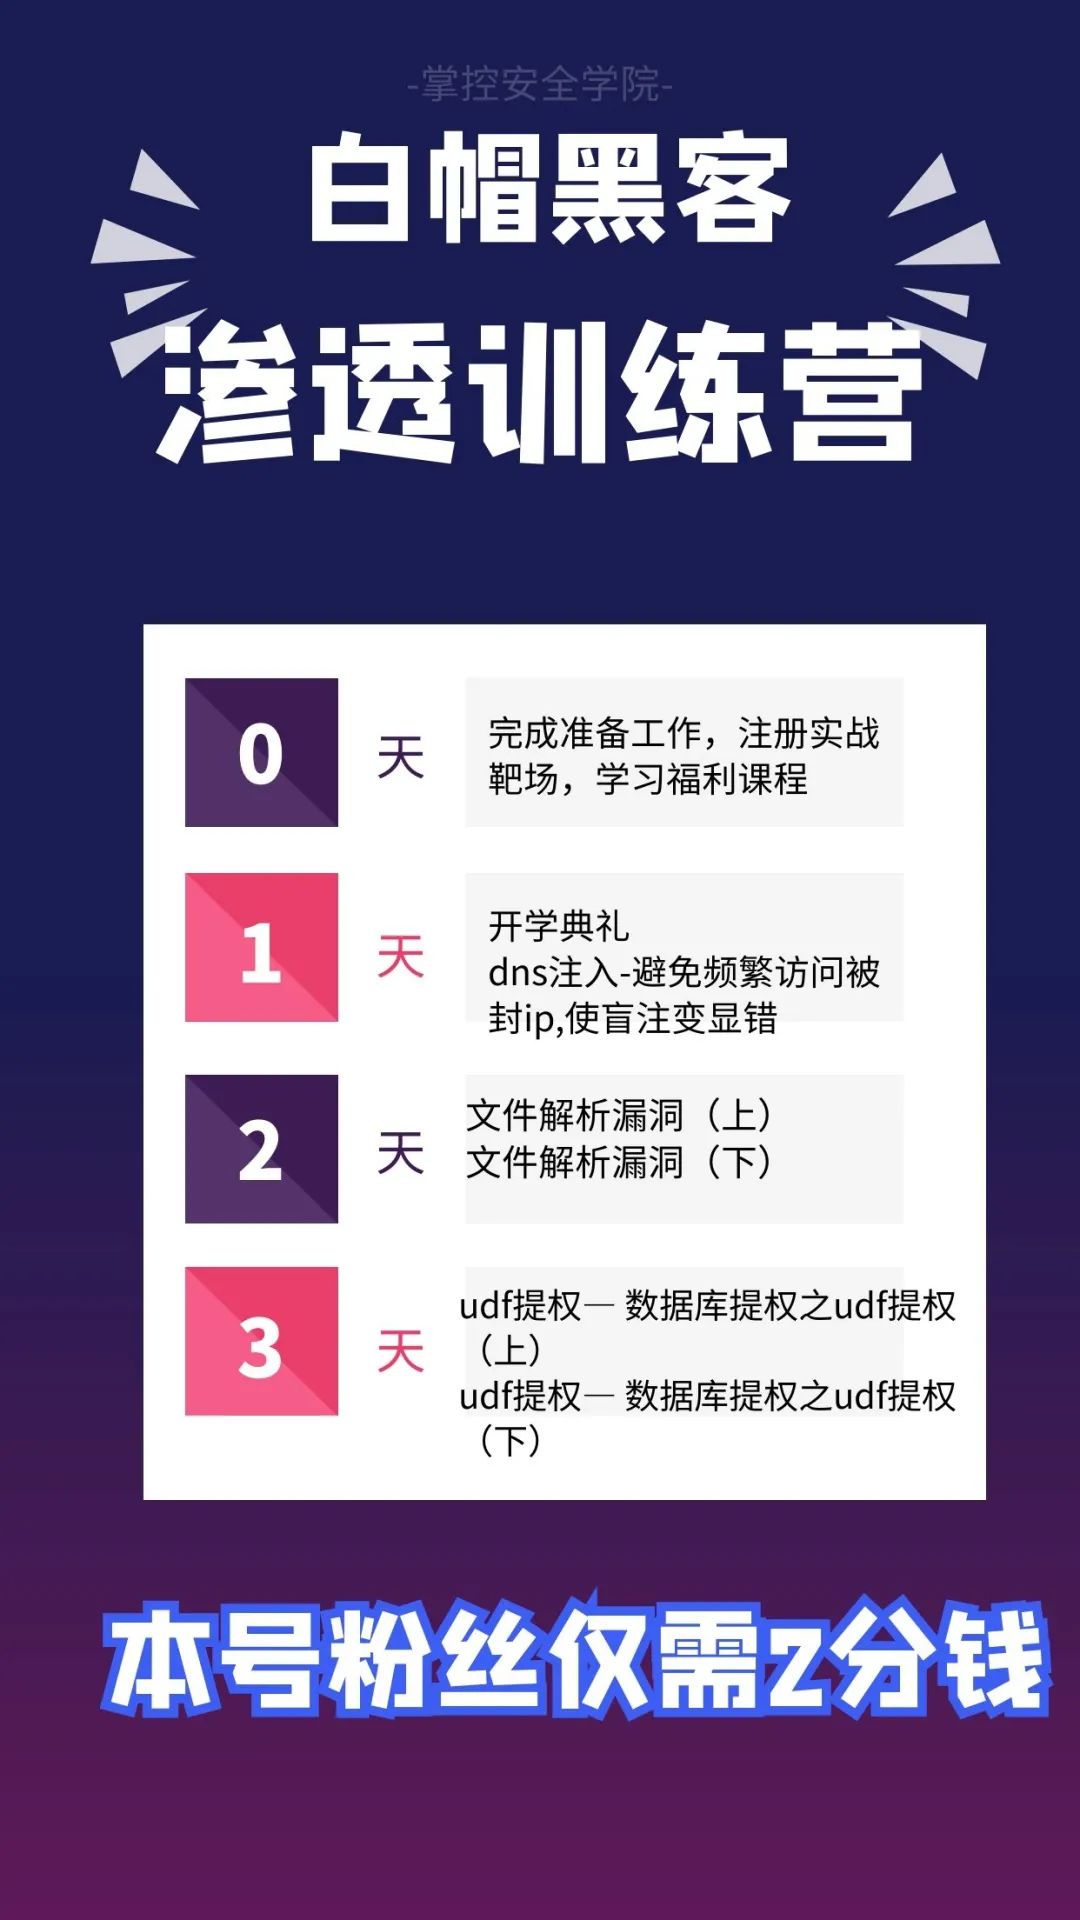 -掌控安全学院-
白帽黑客
渗透训练营
0 天
完成准备工作，注册实战
靶场，学习福利课程
1 天
开学典礼
dns注入-避免频繁访问被
封ip,使盲注变显错
2 天
文件解析漏洞（上）
文件解析漏洞（下）
3 天
udf提权— 数据库提权之udf提权
（上）
udf提权— 数据库提权之udf提权
（下）
本号粉丝仅需2分钱